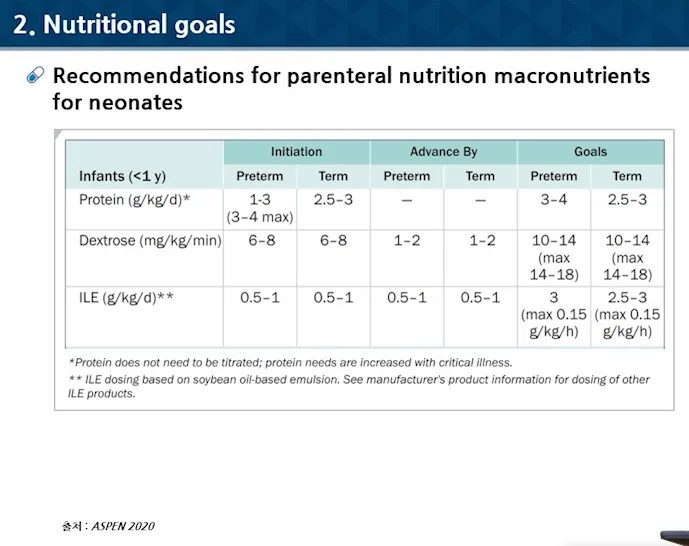 2. Nutritional goals
Recommendations for parenteral nutrition macronutrients
for neonates
Initiation Advance By Goals
Infants (<1 y) Preterm Term Preterm Term Preterm Term
Protein (g/kg/d)* 1-3 2.5–3 — — 3–4 2.5–3
(3–4 max)
Dextrose (mg/kg/min) 6–8 6–8 1–2 1–2 10–14 10–14
(max (max
14–18) 14–18)
ILE (g/kg/d)** 0.5–1 0.5–1 0.5–1 0.5–1 3 2.5–3
(max 0.15 (max 0.15
g/kg/h) g/kg/h)
*Protein does not need to be titrated; protein needs are increased with critical illness.
** ILE dosing based on soybean oil-based emulsion. See manufacturer's product information for dosing of other
ILE products.
출처 : ASPEN 2020